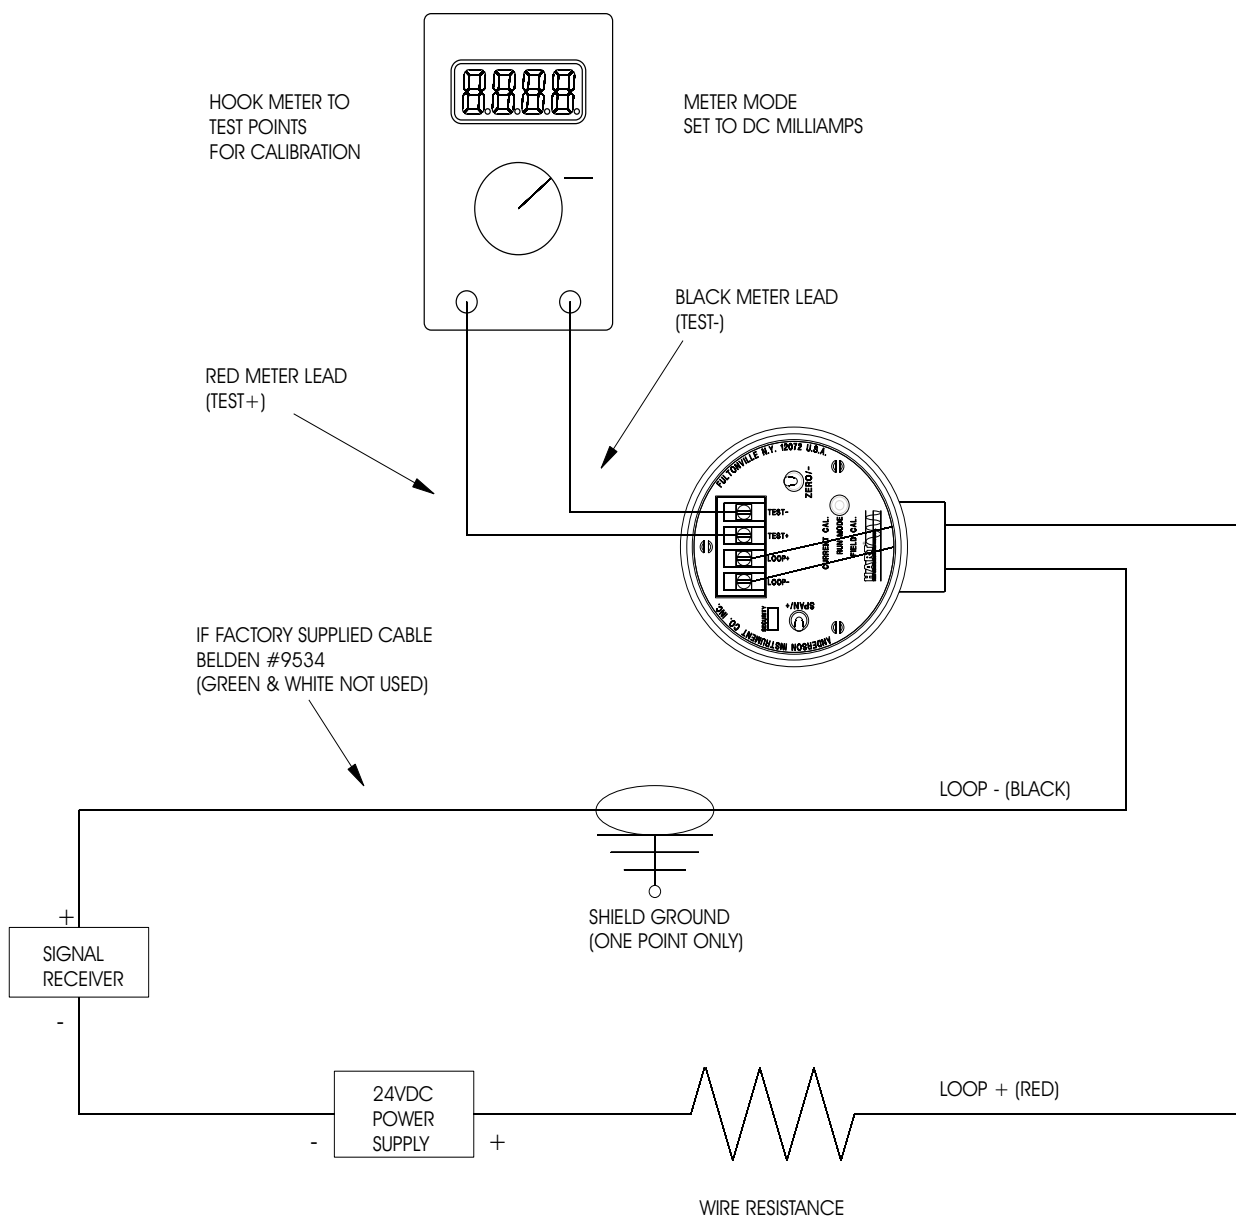 HOOK METER TO
TEST POINTS
FOR CALIBRATION
METER MODE
SET TO DC MILLIAMPS
BLACK METER LEAD
(TEST-)
RED METER LEAD
(TEST+)
FULTONVILLE N.Y. 12072 U.S.A.
ZERO/-
TEST-
TEST+
LOOP+
LOOP-
CURRENT CAL.
RUN MODE
FIELD CAL.
HART
SECURITY
SPAN/+
ANDERSON INSTRUMENT CO. INC.
IF FACTORY SUPPLIED CABLE
BELDEN #9534
(GREEN & WHITE NOT USED)
LOOP - (BLACK)
SHIELD GROUND
(ONE POINT ONLY)
+
SIGNAL
RECEIVER
-
24VDC
POWER
SUPPLY
-
+
LOOP + (RED)
WIRE RESISTANCE